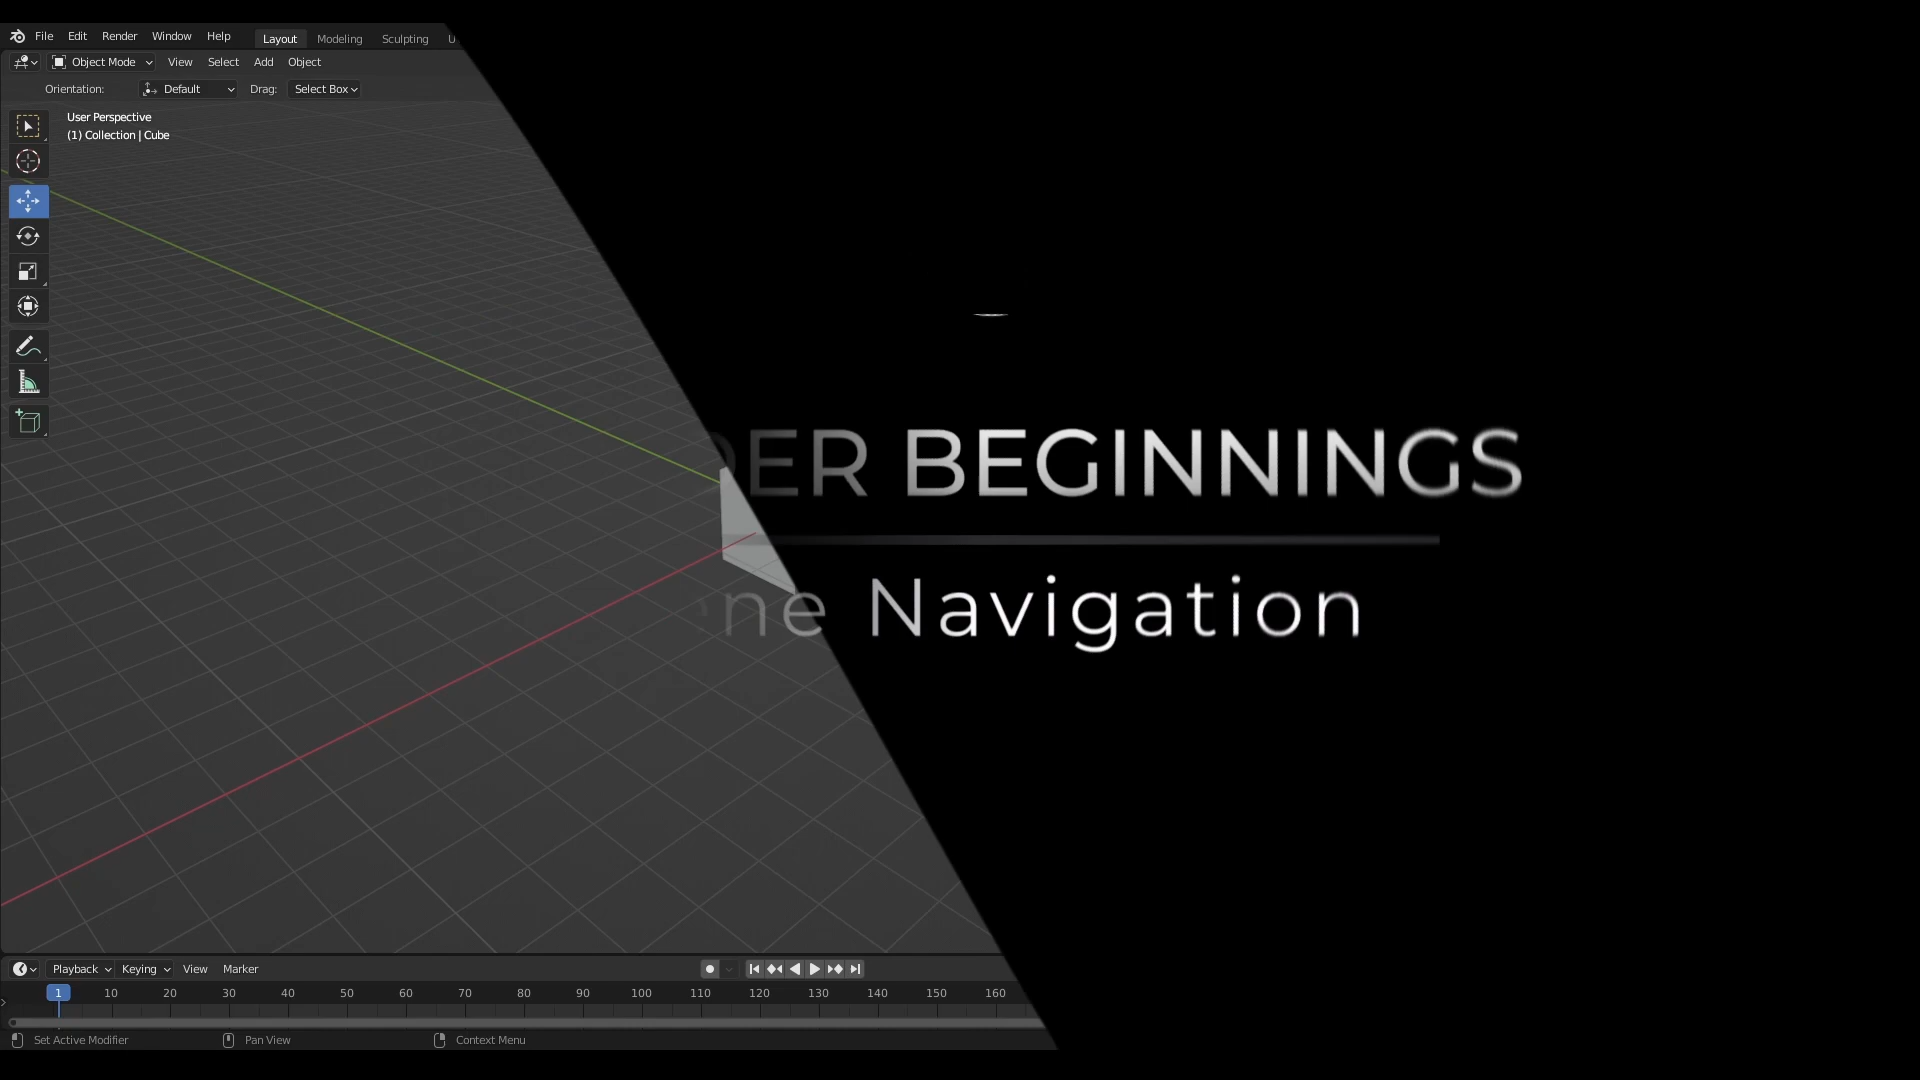 File Edit Render Window Help Layout Modeling Sculpting U
Object Mode View Select Add Object
Orientation: Default Drag: Select Box
User Perspective
(1) Collection | Cube
DER BEGINNINGS
ne Navigation
Playback Keying View Marker
1 10 20 30 40 50 60 70 80 90 100 110 120 130 140 150 160
Set Active Modifier Pan View Context Menu